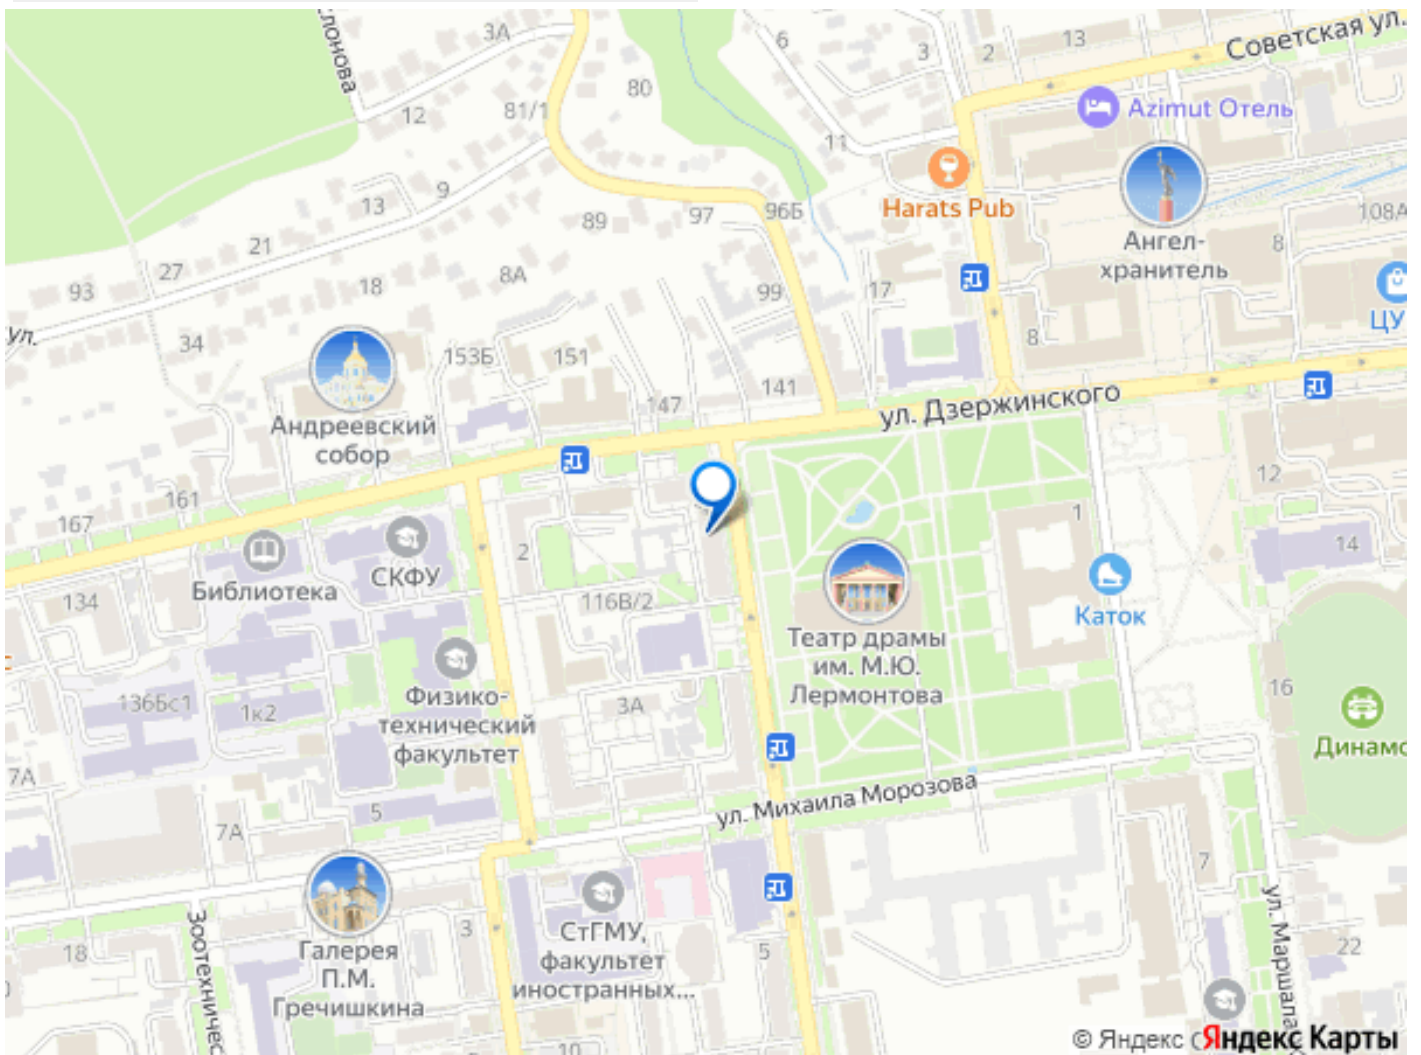 лонова
3А
6
3
2
13
Советская ул.
12
81/1
80
11
Azimut Отель
Harats Pub
Ангел-
хранитель
108А
8
9
13
21
27
93
18
8А
89
97
96Б
99
17
ЦУ
ул.
34
153Б
151
147
141
8
ул. Дзержинского
Андреевский
собор
161
167
12
1
14
Библиотека
СКФУ
2
116В/2
134
с
Каток
Театр драмы
им. М.Ю.
Лермонтова
136Бс1
1к2
Физико-
технический
факультет
3А
16
Динамо
7А
5
7А
ул. Михаила Морозова
7
Галерея
П.М.
Гречишкина
Зоотехничес
18
3
СтГМУ,
факультет
иностранных...
5
10
22
ул. Маршала
© Яндекс С
Яндекс Карты